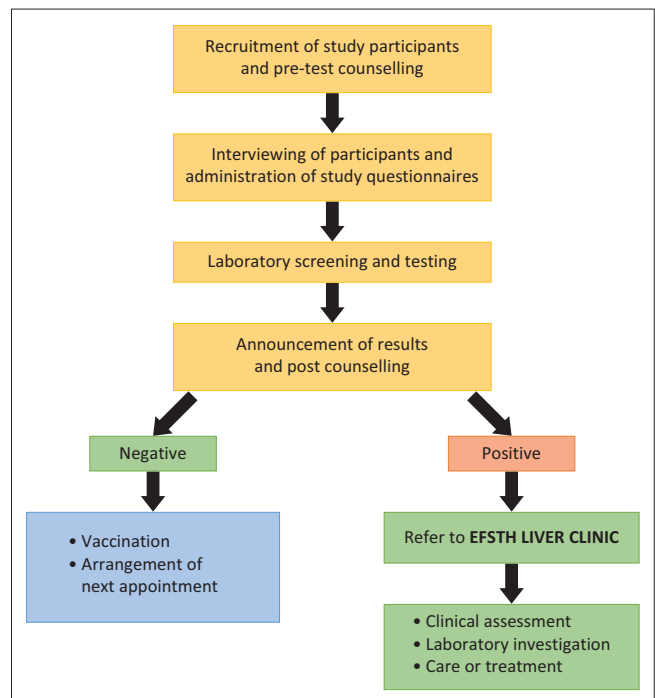 Recruitment of study participants
and pre-test counselling
Interviewing of participants and
administration of study questionnaires
Laboratory screening and testing
Announcement of results
and post counselling
Negative
Positive
• Vaccination
• Arrangement of
next appointment
Refer to EFSTH LIVER CLINIC
• Clinical assessment
• Laboratory investigation
• Care or treatment